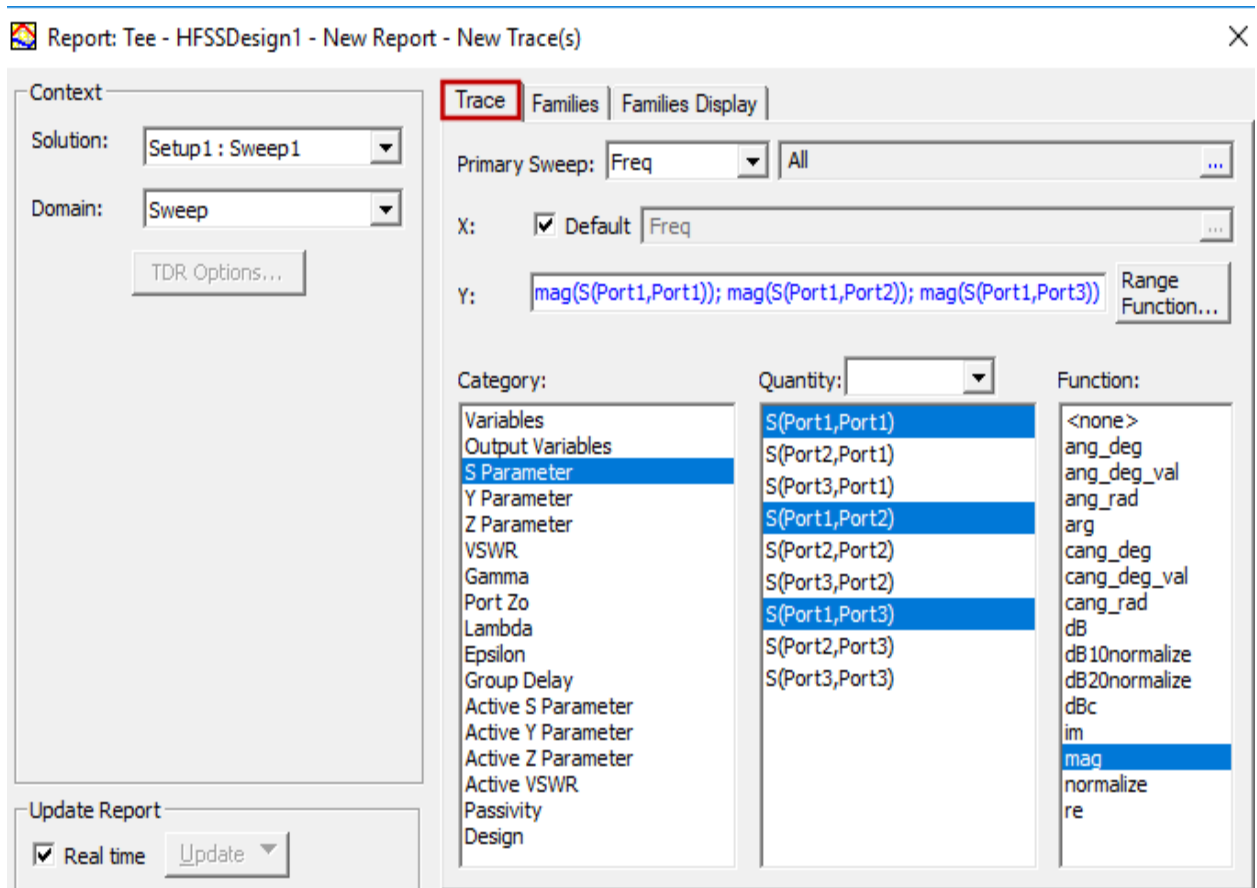 Report: Tee - HFSSDesign1 - New Report - New Trace(s)
Context
Solution: Setup1 : Sweep1
Domain: Sweep
TDR Options...
Update Report
Real time Update
Trace Families Families Display
Primary Sweep: Freq All ...
X: Default Freq ...
Y: mag(S(Port1,Port1)); mag(S(Port1,Port2)); mag(S(Port1,Port3))
Range
Function...
Category:
Variables
Output Variables
S Parameter
Y Parameter
Z Parameter
VSWR
Gamma
Port Zo
Lambda
Epsilon
Group Delay
Active S Parameter
Active Y Parameter
Active Z Parameter
Active VSWR
Passivity
Design
Quantity:
S(Port1,Port1)
S(Port2,Port1)
S(Port3,Port1)
S(Port1,Port2)
S(Port2,Port2)
S(Port3,Port2)
S(Port1,Port3)
S(Port2,Port3)
S(Port3,Port3)
Function:
<none>
ang_deg
ang_deg_val
ang_rad
arg
cang_deg
cang_deg_val
cang_rad
dB
dB10normalize
dB20normalize
dBc
im
mag
normalize
re